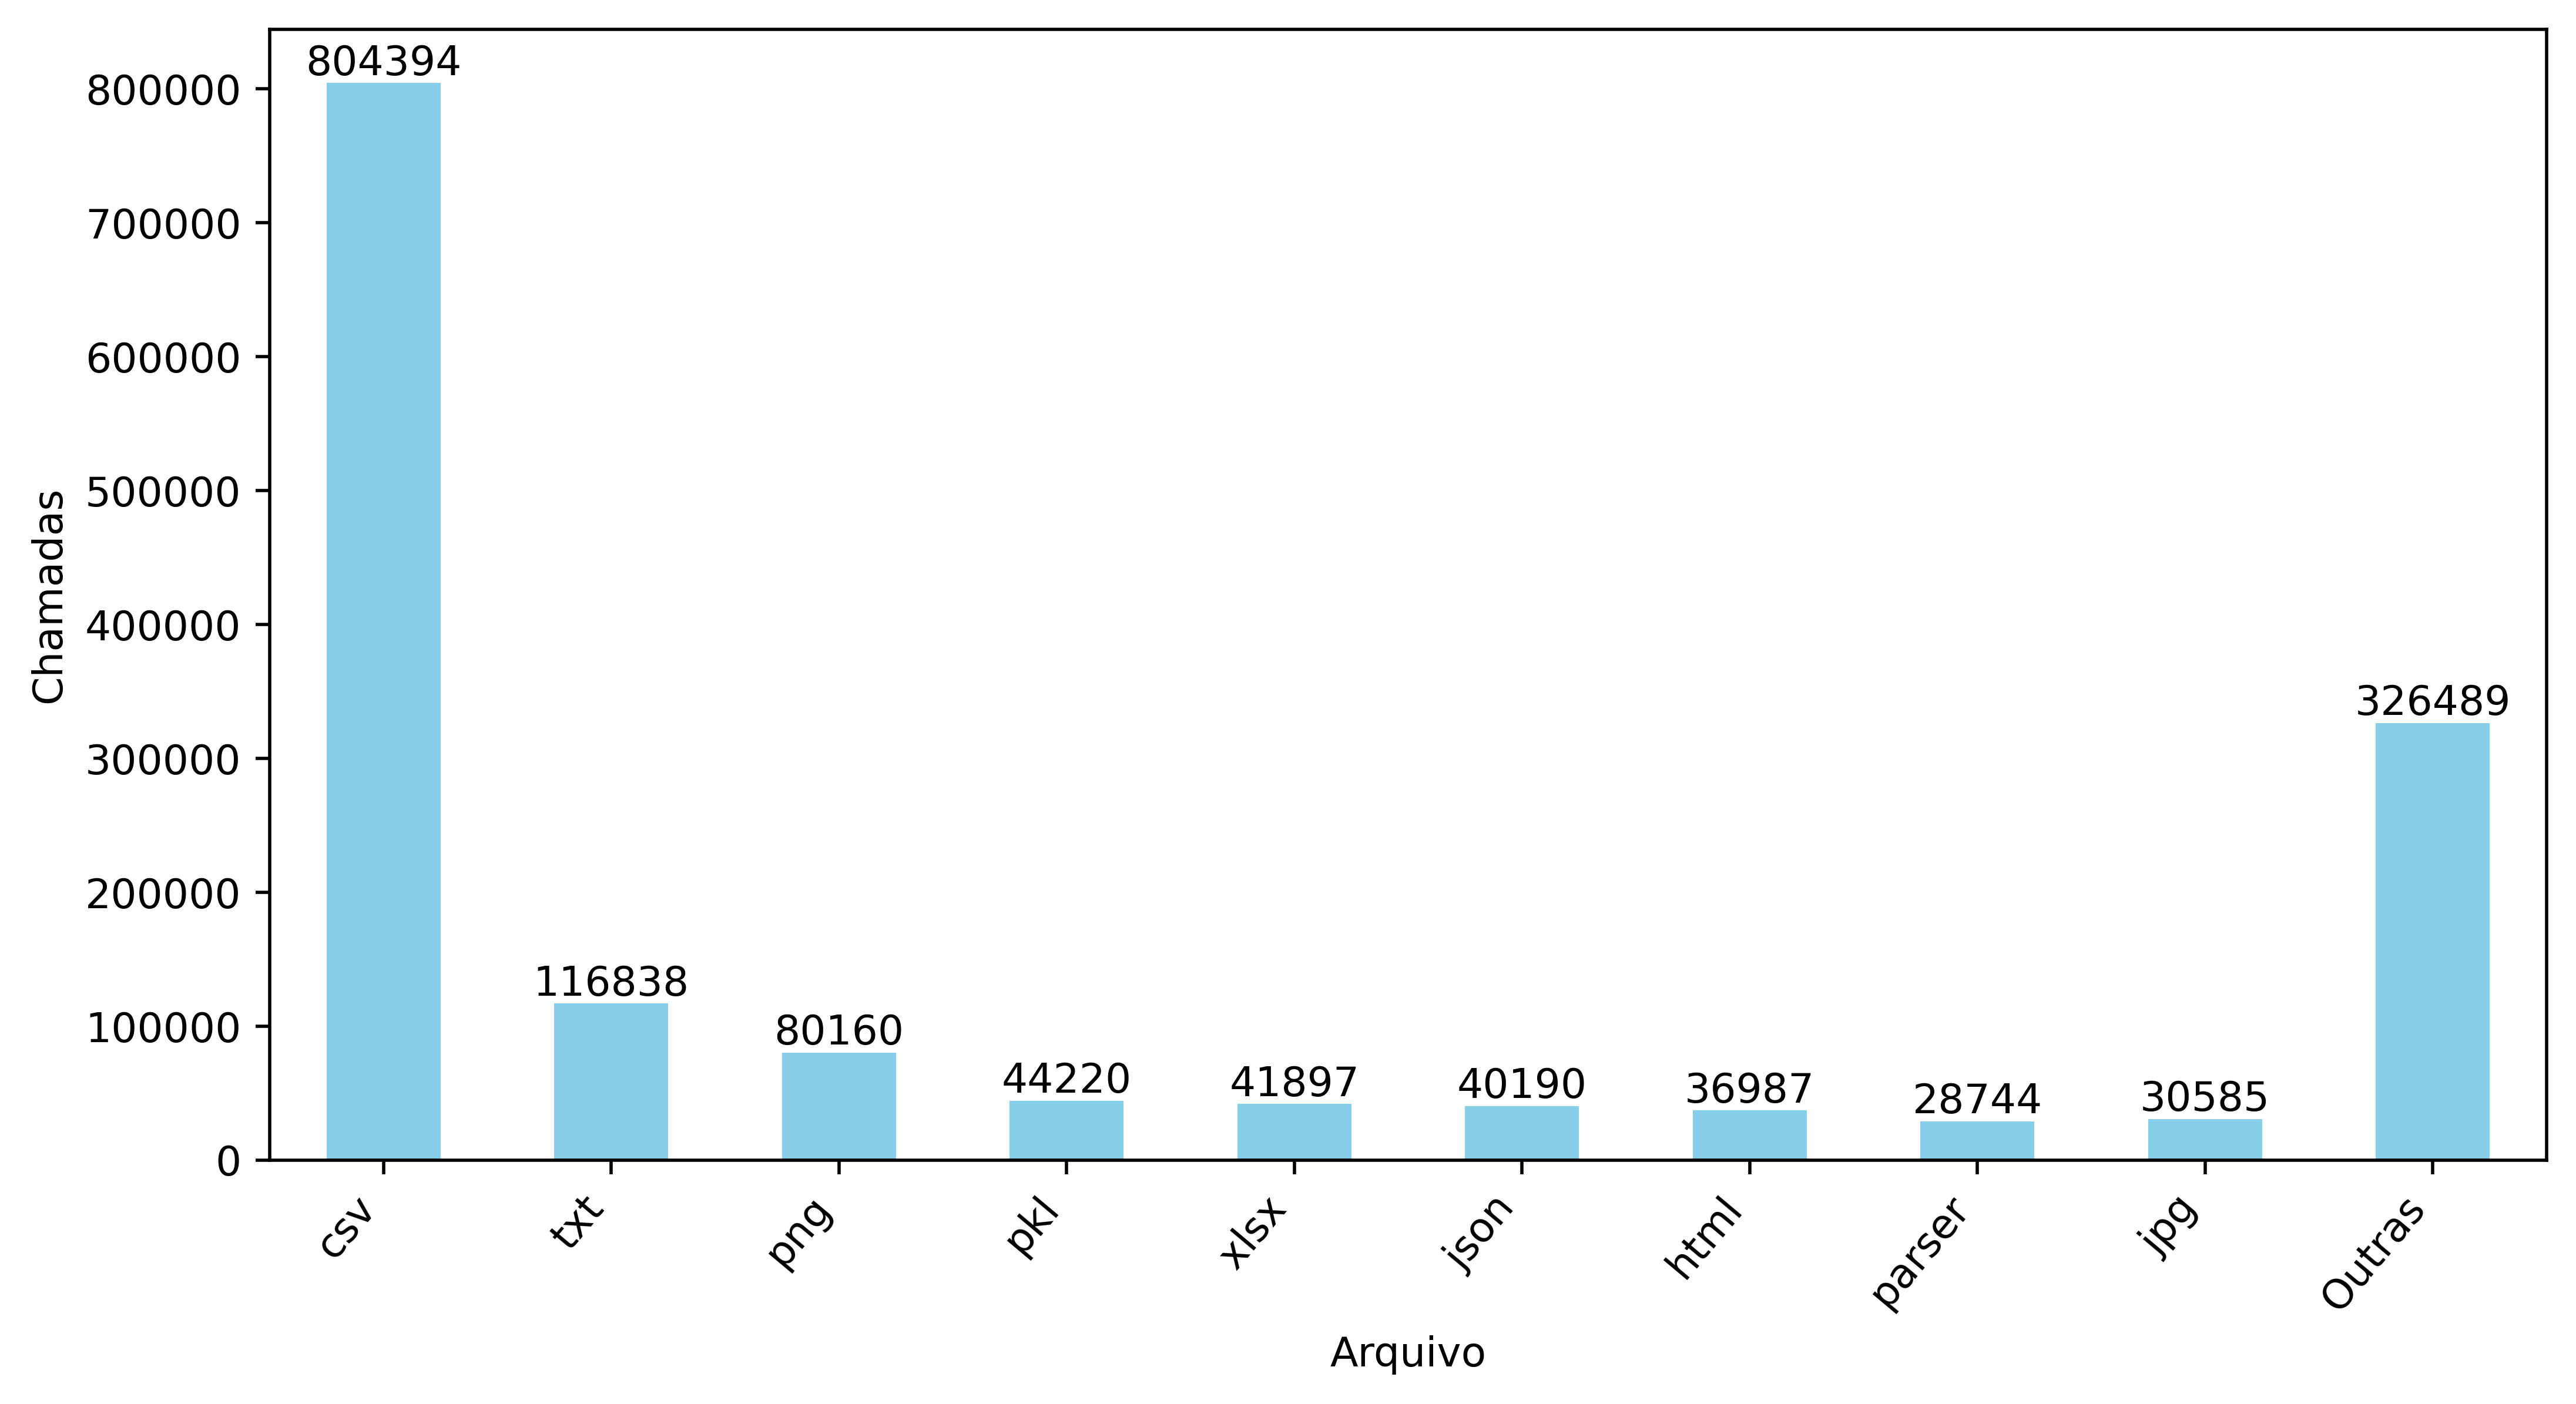 804394
800000
700000
600000
500000
400000
300000
200000
100000
0
Chamadas
116838
80160
44220
41897
40190
36987
28744
30585
326489
csv
txt
png
pkl
xlsx
json
html
parser
jpg
Outras
Arquivo